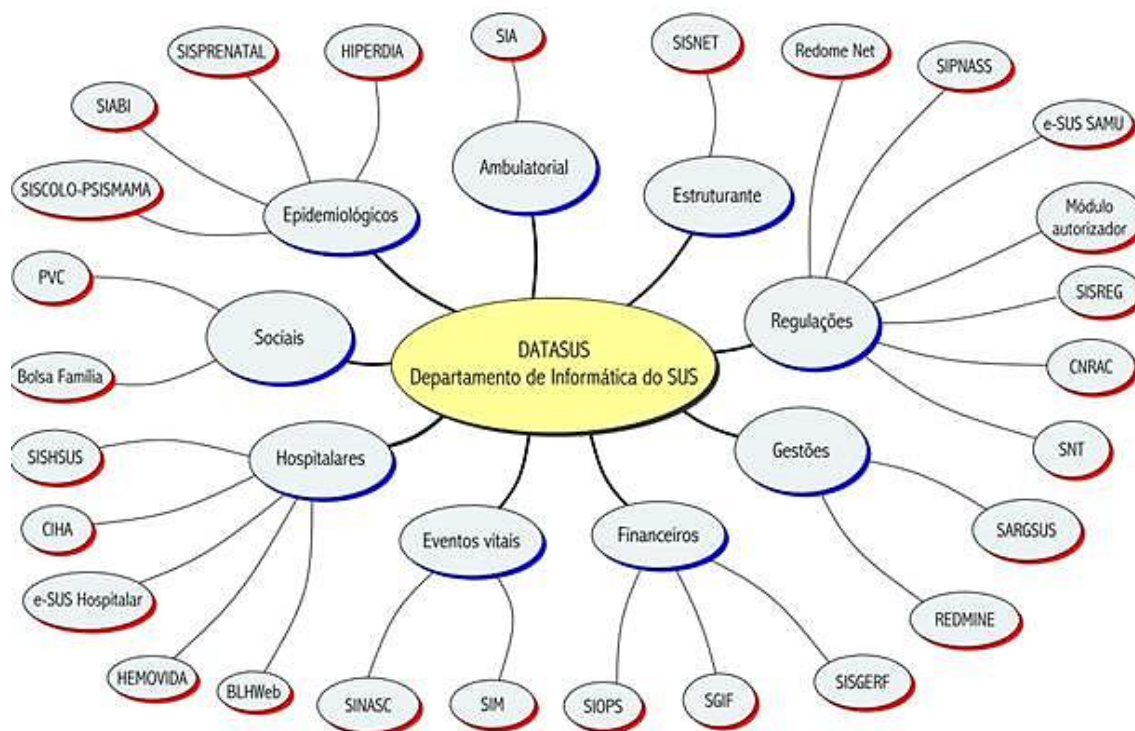 SIA
SISNET
HIPERDIA
Redome Net
SISPRENATAL
SIPNASS
SIABI
e-SUS SAMU
Ambulatorial
SISCOLO-PSISMAMA
Epidemiológicos
Estruturante
Módulo
autorizador
PVC
SISREG
Sociais
Regulações
DATASUS
Departamento de Informática do SUS
Bolsa Família
CNRAC
SISHSUS
Hospitalares
Gestões
SNT
CIHA
Eventos vitais
Financeiros
SARGSUS
e-SUS Hospitalar
REDMINE
HEMOVIDA
BLHWeb
SINASC
SIM
SIOPS
SGIF
SISGERF